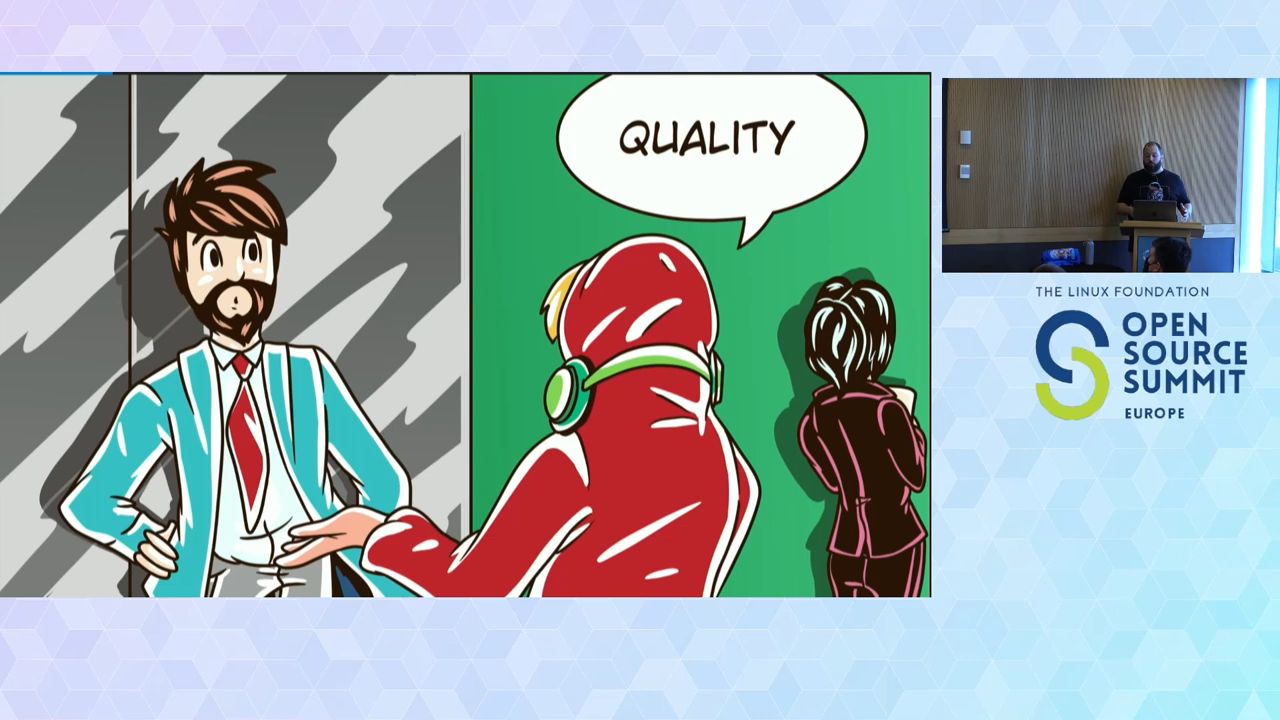 QUALITY
THE LINUX FOUNDATION
OPEN
SOURCE
SUMMIT
EUROPE